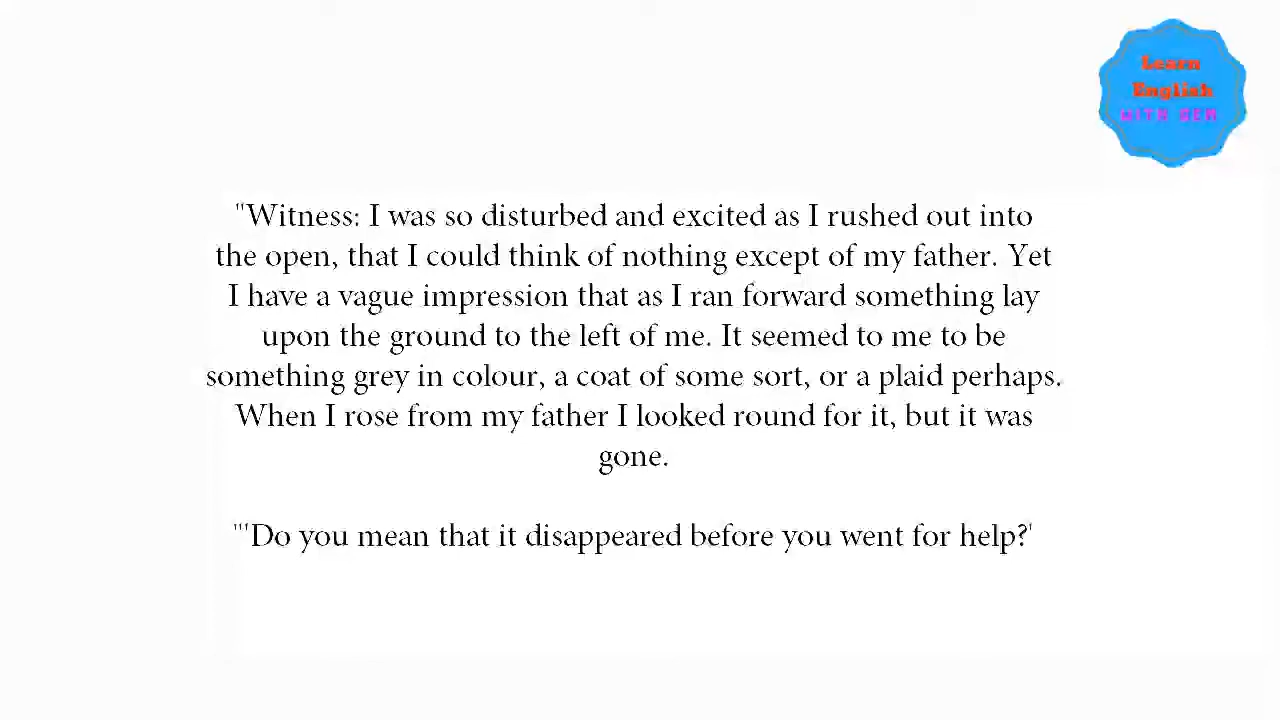 Learn
English
WITH GEM
"Witness: I was so disturbed and excited as I rushed out into
the open, that I could think of nothing except of my father. Yet
I have a vague impression that as I ran forward something lay
upon the ground to the left of me. It seemed to me to be
something grey in colour, a coat of some sort, or a plaid perhaps.
When I rose from my father I looked round for it, but it was
gone.
"'Do you mean that it disappeared before you went for help?'